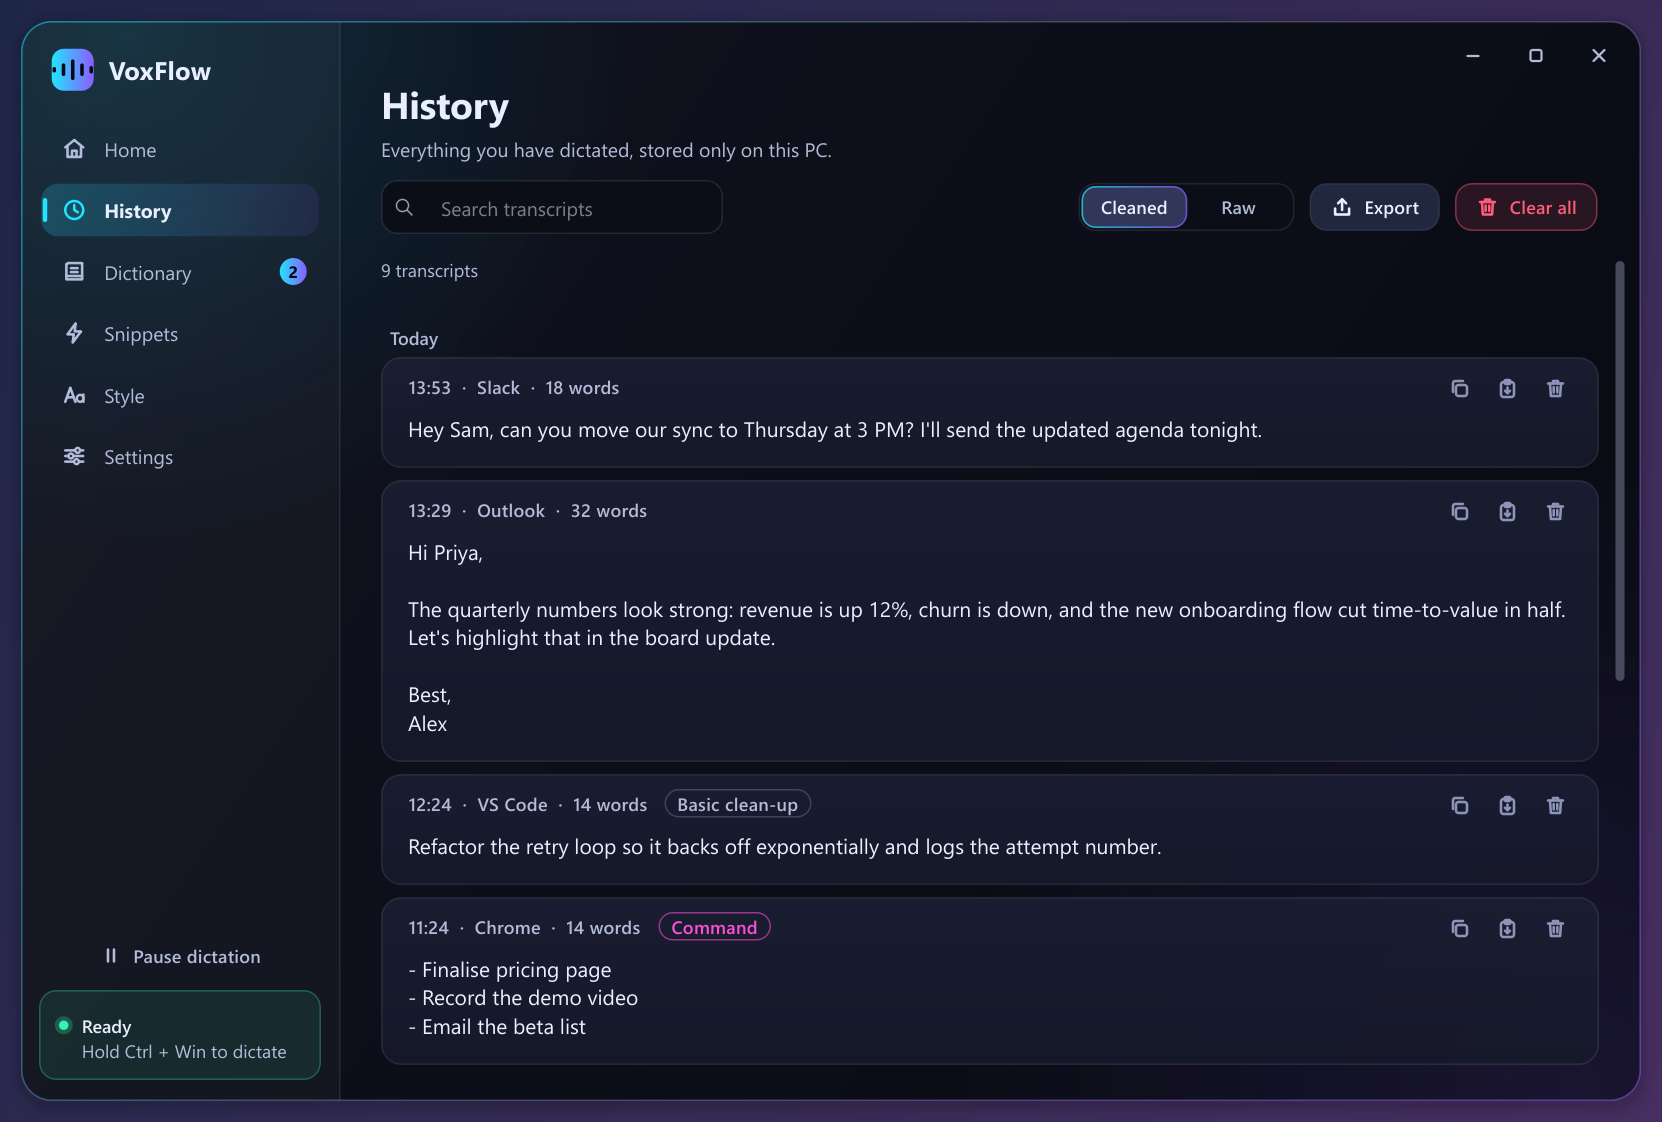 VoxFlow
Home
History
Dictionary 2
Snippets
Aa Style
Settings
Pause dictation
Ready
Hold Ctrl + Win to dictate
History
Everything you have dictated, stored only on this PC.
Search transcripts
Cleaned Raw Export Clear all
9 transcripts
Today
13:53 · Slack · 18 words
Hey Sam, can you move our sync to Thursday at 3 PM? I'll send the updated agenda tonight.
13:29 · Outlook · 32 words
Hi Priya,
The quarterly numbers look strong: revenue is up 12%, churn is down, and the new onboarding flow cut time-to-value in half.
Let's highlight that in the board update.
Best,
Alex
12:24 · VS Code · 14 words Basic clean-up
Refactor the retry loop so it backs off exponentially and logs the attempt number.
11:24 · Chrome · 14 words Command
- Finalise pricing page
- Record the demo video
- Email the beta list